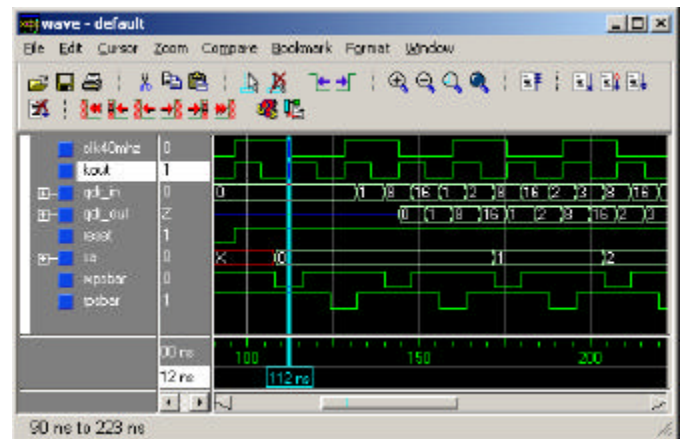 wave - default
File Edit Cursor Zoom Compare Bookmark Format Window
clk40mhz 0
kout 1
qdr_in 0 0 1 8 16 1 2 8 16 2 3 8 16
qdr_out Z 0 1 8 16 1 2 8 16 2 3
reset 1
sa 0 X 0 1 2
wpsbar 0
rpsbar 1
00 ns 100 150 200
12 ns 112 ns
90 ns to 223 ns